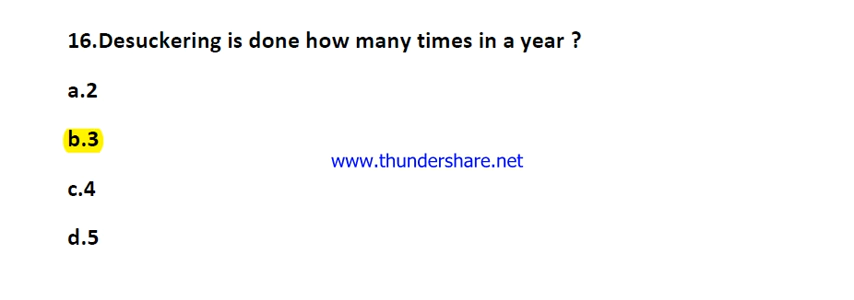 16.Desuckering is done how many times in a year ?
a.2
b.3
www.thundershare.net
c.4
d.5